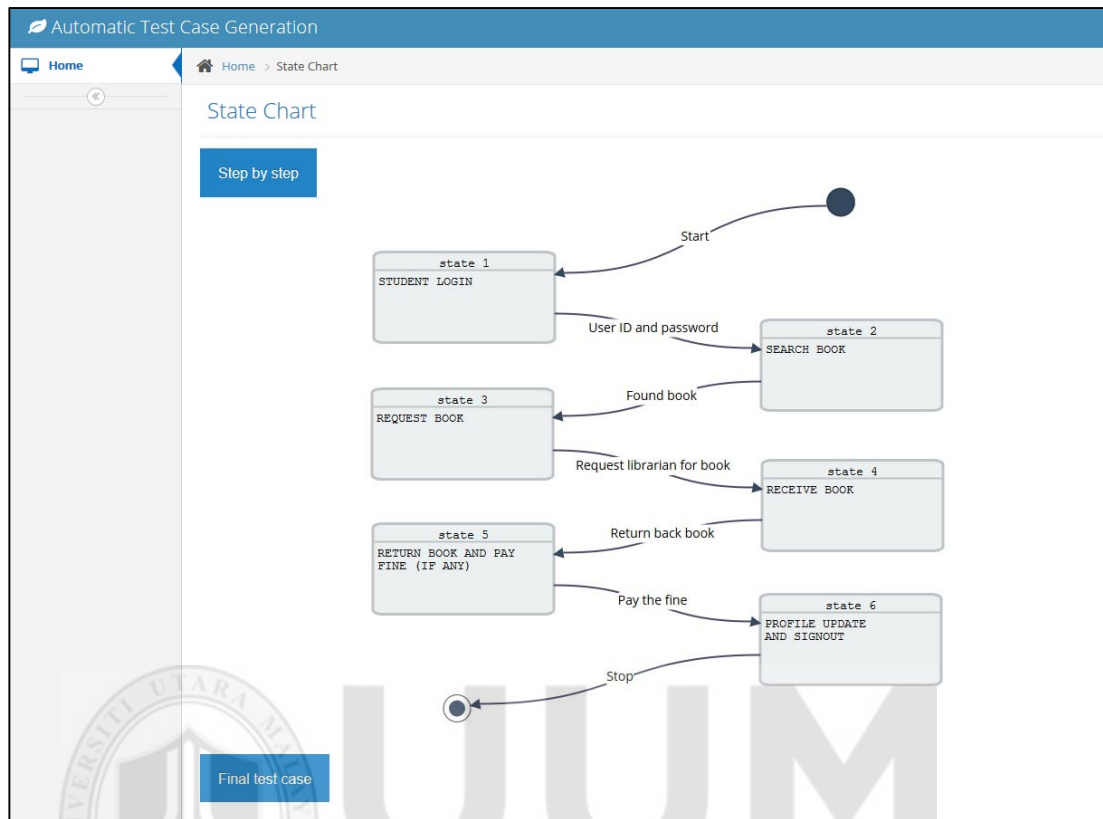 Automatic Test Case Generation
Home
Home > State Chart
State Chart
Step by step
Start
state 1
STUDENT LOGIN
User ID and password
state 2
SEARCH BOOK
Found book
state 3
REQUEST BOOK
Request librarian for book
state 4
RECEIVE BOOK
Return back book
state 5
RETURN BOOK AND PAY
FINE (IF ANY)
Pay the fine
state 6
PROFILE UPDATE
AND SIGNOUT
Stop
Final test case
UUM